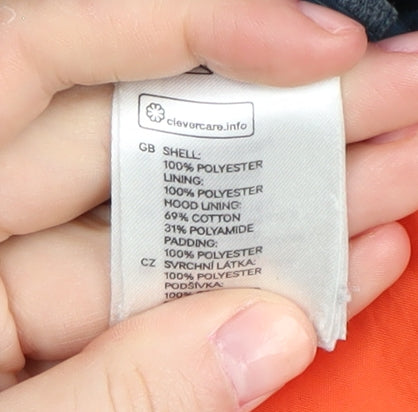 clevercare.info
GB SHELL:
100% POLYESTER
LINING:
100% POLYESTER
HOOD LINING:
69% COTTON
31% POLYAMIDE
PADDING:
100% POLYESTER
CZ SVRCHNÍ LÁTKA:
100% POLYESTER
PODŠÍVKA:
100%